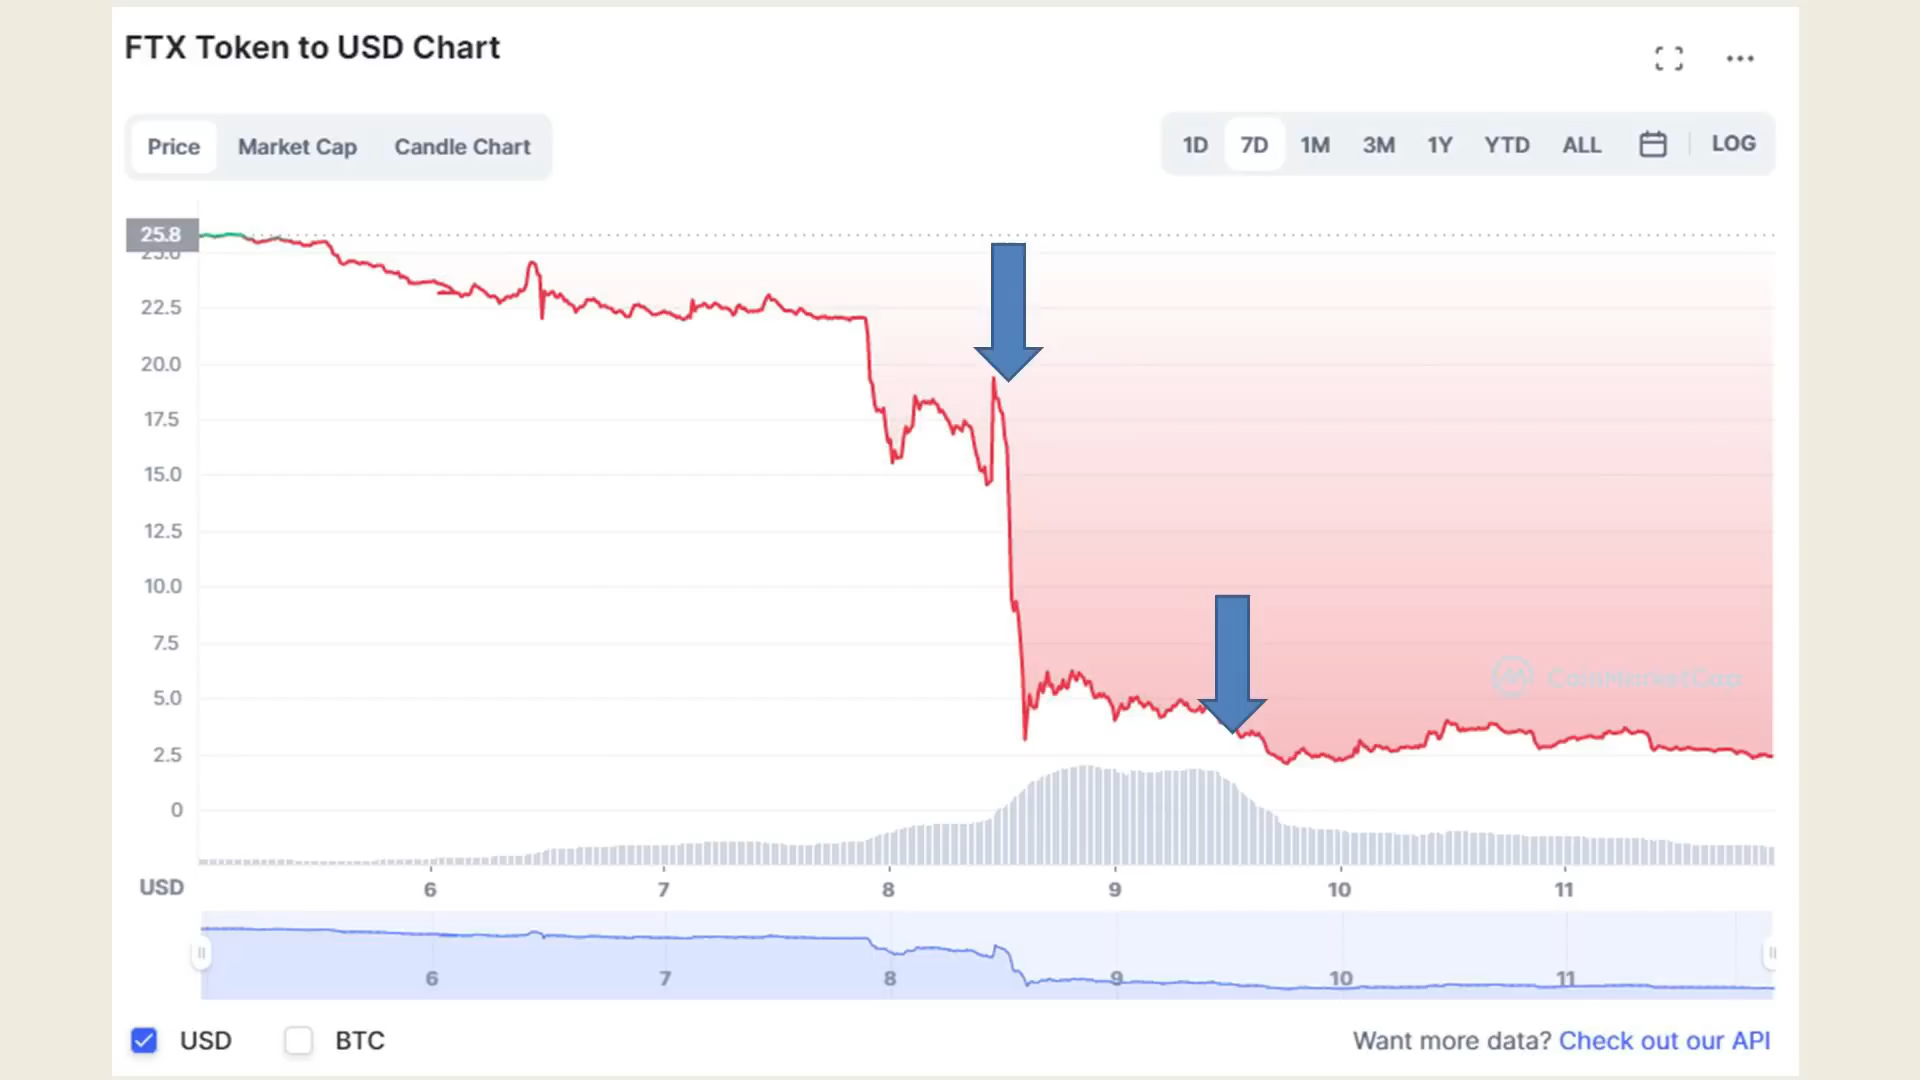 FTX Token to USD Chart
Price Market Cap Candle Chart
1D 7D 1M 3M 1Y YTD ALL LOG
25.8
25.0
22.5
20.0
17.5
15.0
12.5
10.0
7.5
5.0
CoinMarketCap
2.5
0
USD 6 7 8 9 10 11
6 7 8 9 10 11
USD BTC
Want more data? Check out our API